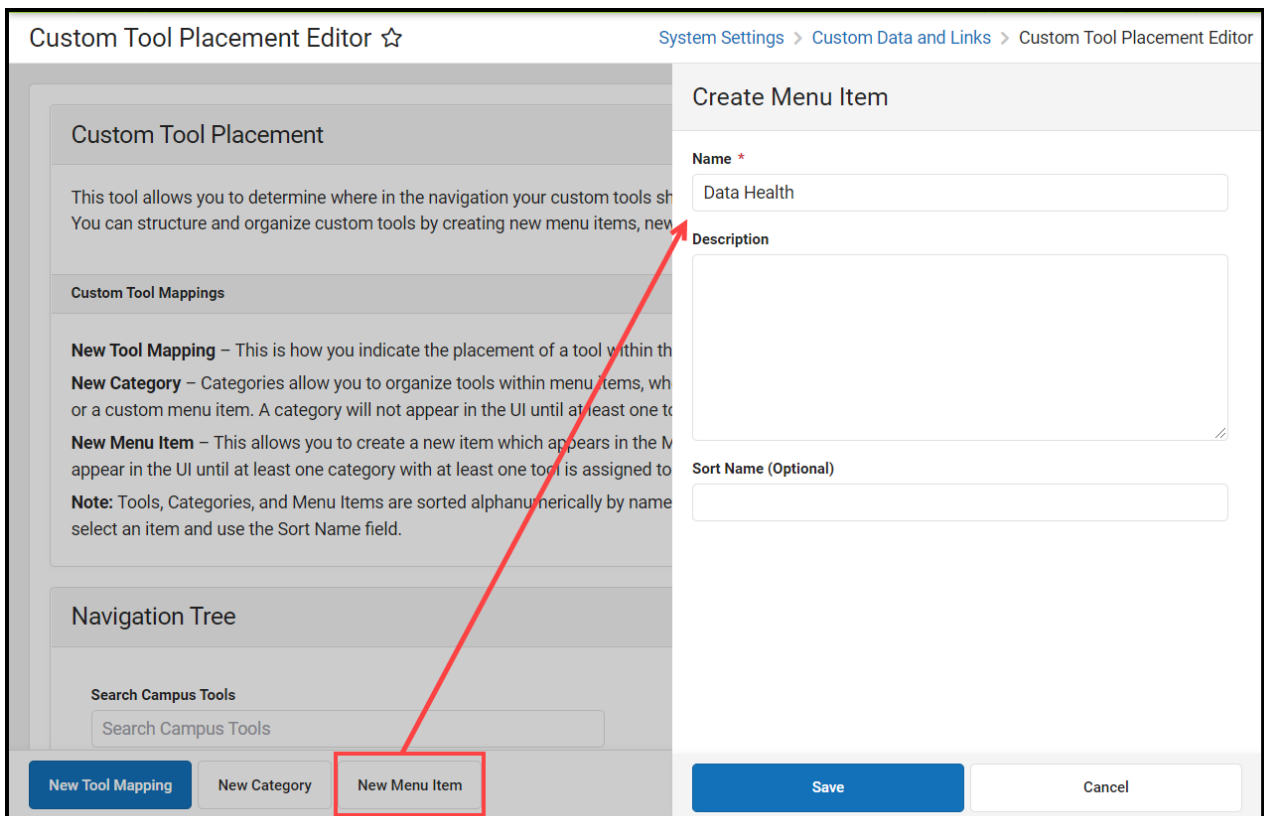 Custom Tool Placement Editor
System Settings > Custom Data and Links > Custom Tool Placement Editor
Custom Tool Placement
This tool allows you to determine where in the navigation your custom tools sh
You can structure and organize custom tools by creating new menu items, new
Custom Tool Mappings
New Tool Mapping – This is how you indicate the placement of a tool within th
New Category – Categories allow you to organize tools within menu items, wh
or a custom menu item. A category will not appear in the UI until at least one to
New Menu Item – This allows you to create a new item which appears in the M
appear in the UI until at least one category with at least one tool is assigned to
Note: Tools, Categories, and Menu Items are sorted alphanumerically by name
select an item and use the Sort Name field.
Navigation Tree
Search Campus Tools
Search Campus Tools
New Tool Mapping
New Category
New Menu Item
Create Menu Item
Name *
Data Health
Description
Sort Name (Optional)
Save
Cancel